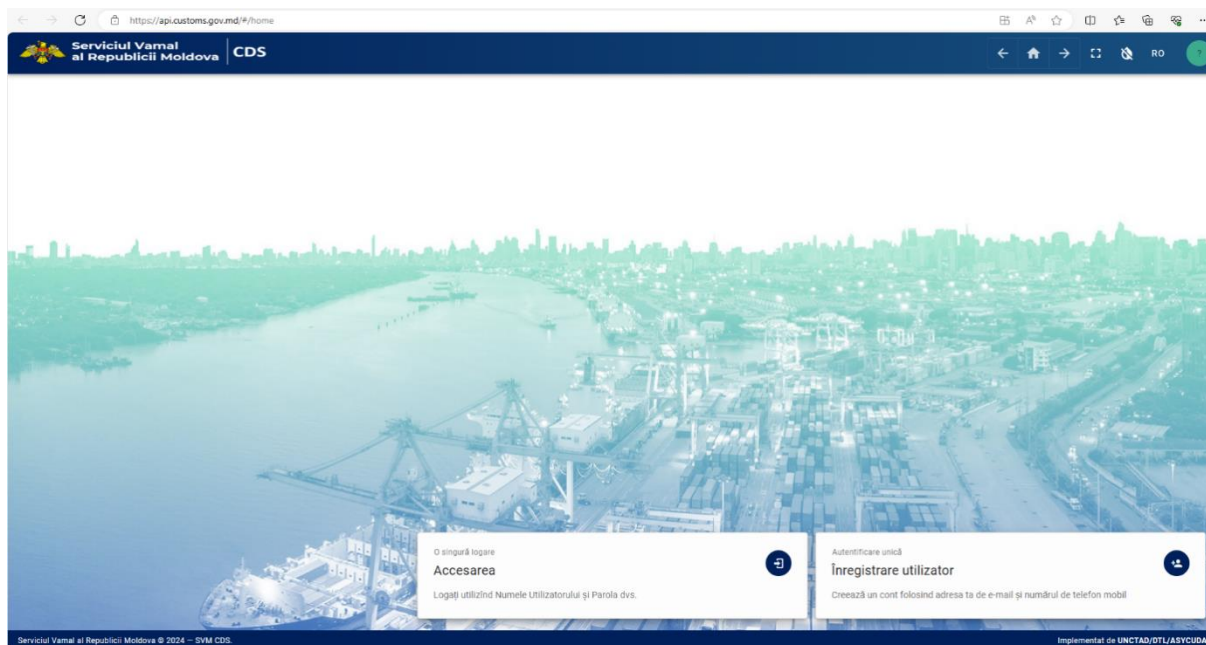 https://api.customs.gov.md/#/home
Serviciul Vamal
al Republicii Moldova
CDS
RO
?
O singură logare
Accesarea
Logați utilizînd Numele Utilizatorului și Parola dvs.
Autentificare unică
Înregistrare utilizator
Creează un cont folosind adresa ta de e-mail și numărul de telefon mobil
Serviciul Vamal al Republicii Moldova © 2024 — SVM CDS.
Implementat de UNCTAD/DTL/ASYCUDA